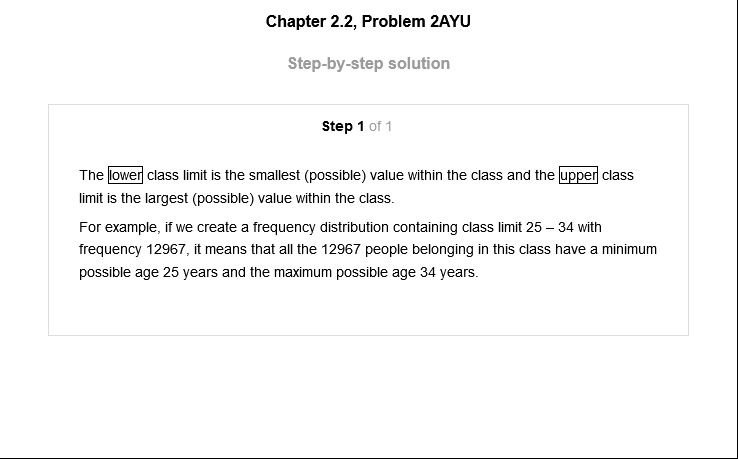 Chapter 2.2, Problem 2AYU
Step-by-step solution
Step 1 of 1
The lower class limit is the smallest (possible) value within the class and the upper class
limit is the largest (possible) value within the class.
For example, if we create a frequency distribution containing class limit 25 – 34 with
frequency 12967, it means that all the 12967 people belonging in this class have a minimum
possible age 25 years and the maximum possible age 34 years.